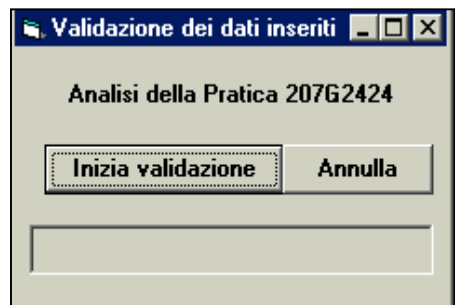 Validazione dei dati inseriti
Analisi della Pratica 207G2424
Inizia validazione Annulla